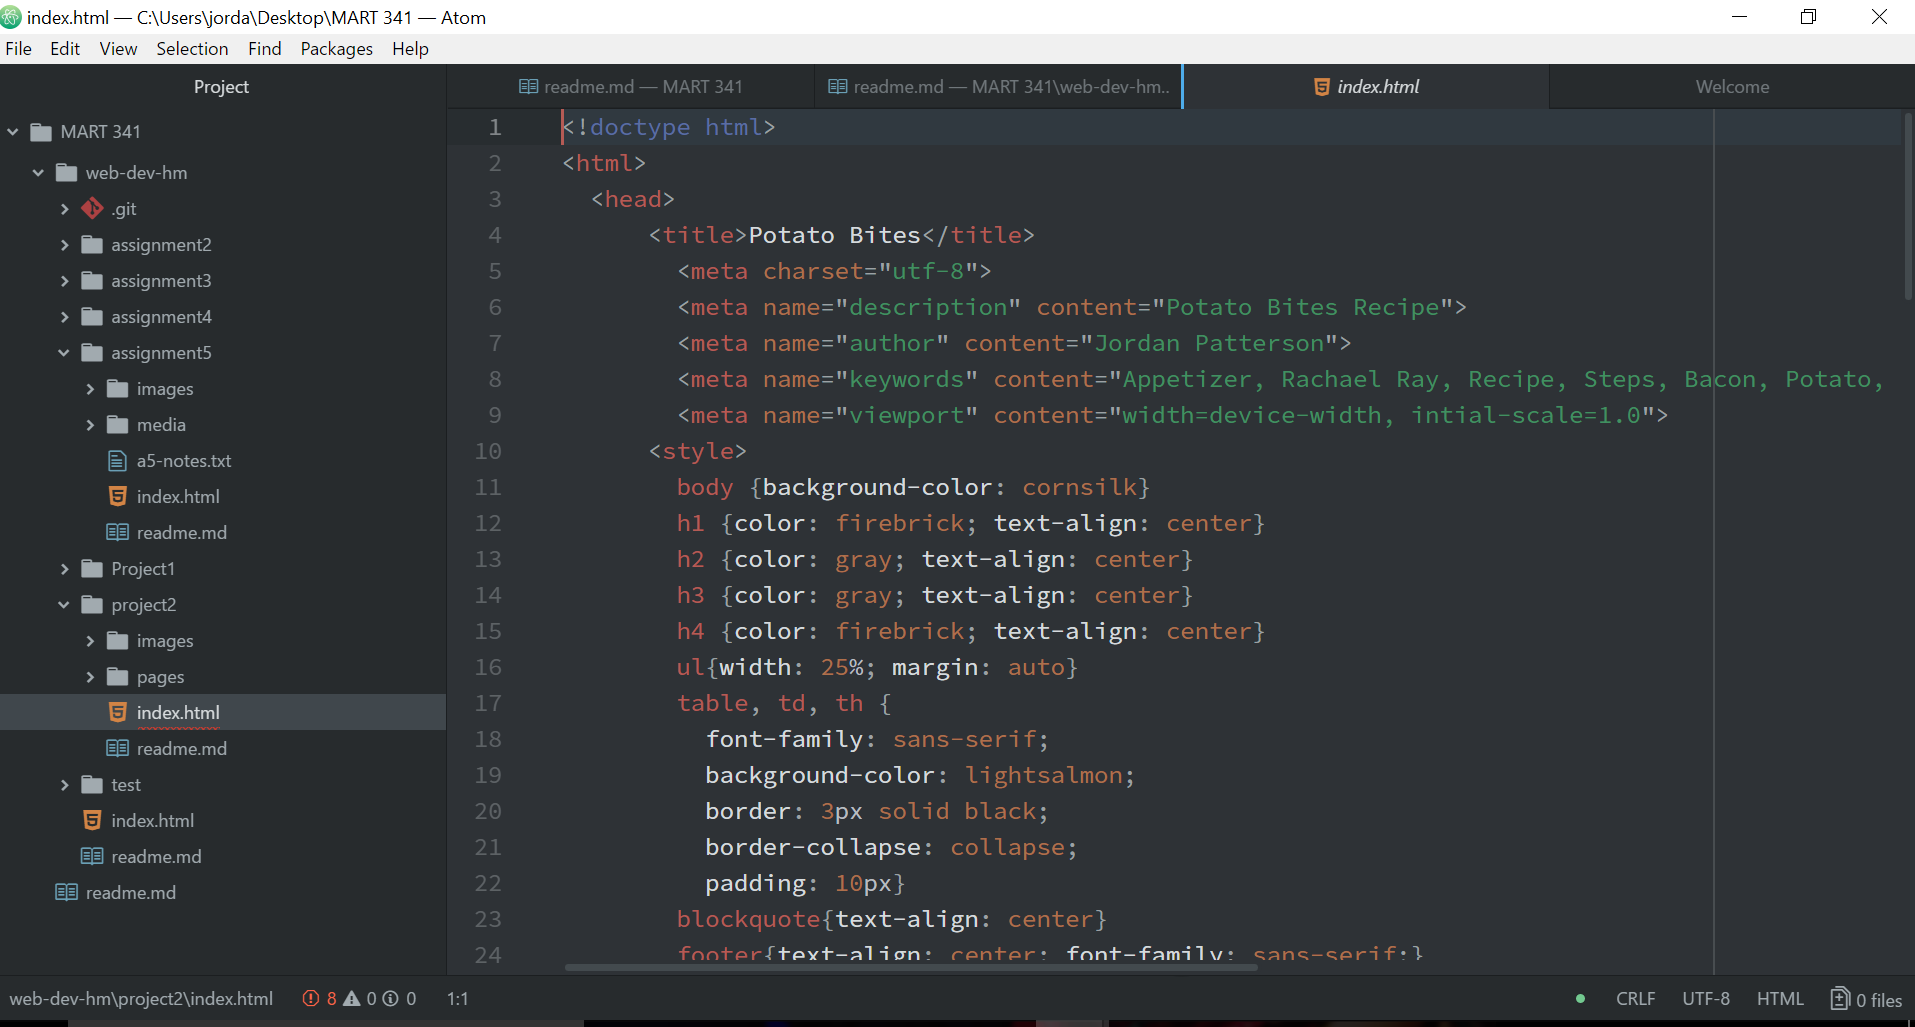 index.html — C:\Users\jorda\Desktop\MART 341 — Atom
File Edit View Selection Find Packages Help
Project
readme.md — MART 341
readme.md — MART 341\web-dev-hm..
index.html
Welcome
MART 341
web-dev-hm
.git
assignment2
assignment3
assignment4
assignment5
images
media
a5-notes.txt
index.html
readme.md
Project1
project2
images
pages
index.html
readme.md
test
index.html
readme.md
readme.md
1 <!doctype html>
2 <html>
3 <head>
4 <title>Potato Bites</title>
5 <meta charset="utf-8">
6 <meta name="description" content="Potato Bites Recipe">
7 <meta name="author" content="Jordan Patterson">
8 <meta name="keywords" content="Appetizer, Rachael Ray, Recipe, Steps, Bacon, Potato,
9 <meta name="viewport" content="width=device-width, intial-scale=1.0">
10 <style>
11 body {background-color: cornsilk}
12 h1 {color: firebrick; text-align: center}
13 h2 {color: gray; text-align: center}
14 h3 {color: gray; text-align: center}
15 h4 {color: firebrick; text-align: center}
16 ul{width: 25%; margin: auto}
17 table, td, th {
18 font-family: sans-serif;
19 background-color: lightsalmon;
20 border: 3px solid black;
21 border-collapse: collapse;
22 padding: 10px}
23 blockquote{text-align: center}
24 footer{text-align: center; font-family: sans-serif;}
web-dev-hm\project2\index.html 8 0 0 1:1 CRLF UTF-8 HTML 0 files